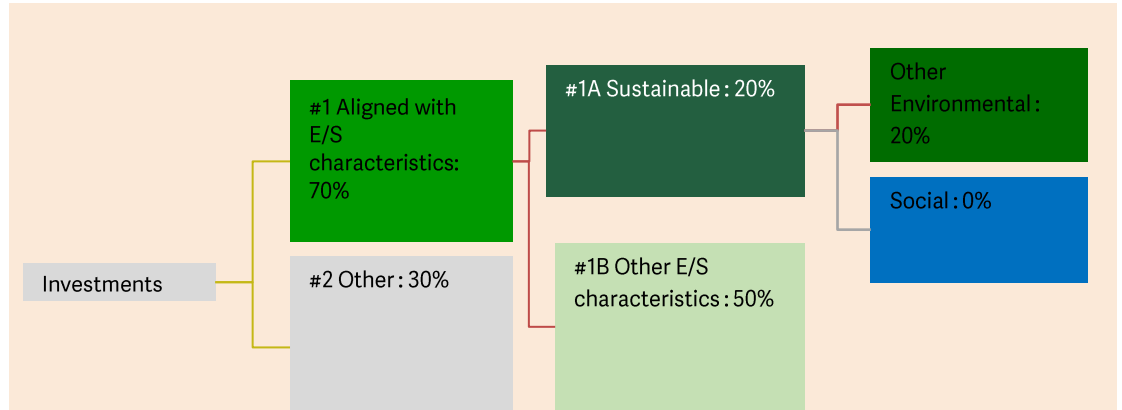 Investments
#1 Aligned with
E/S
characteristics:
70%
#2 Other : 30%
#1A Sustainable : 20%
#1B Other E/S
characteristics : 50%
Other
Environmental :
20%
Social : 0%